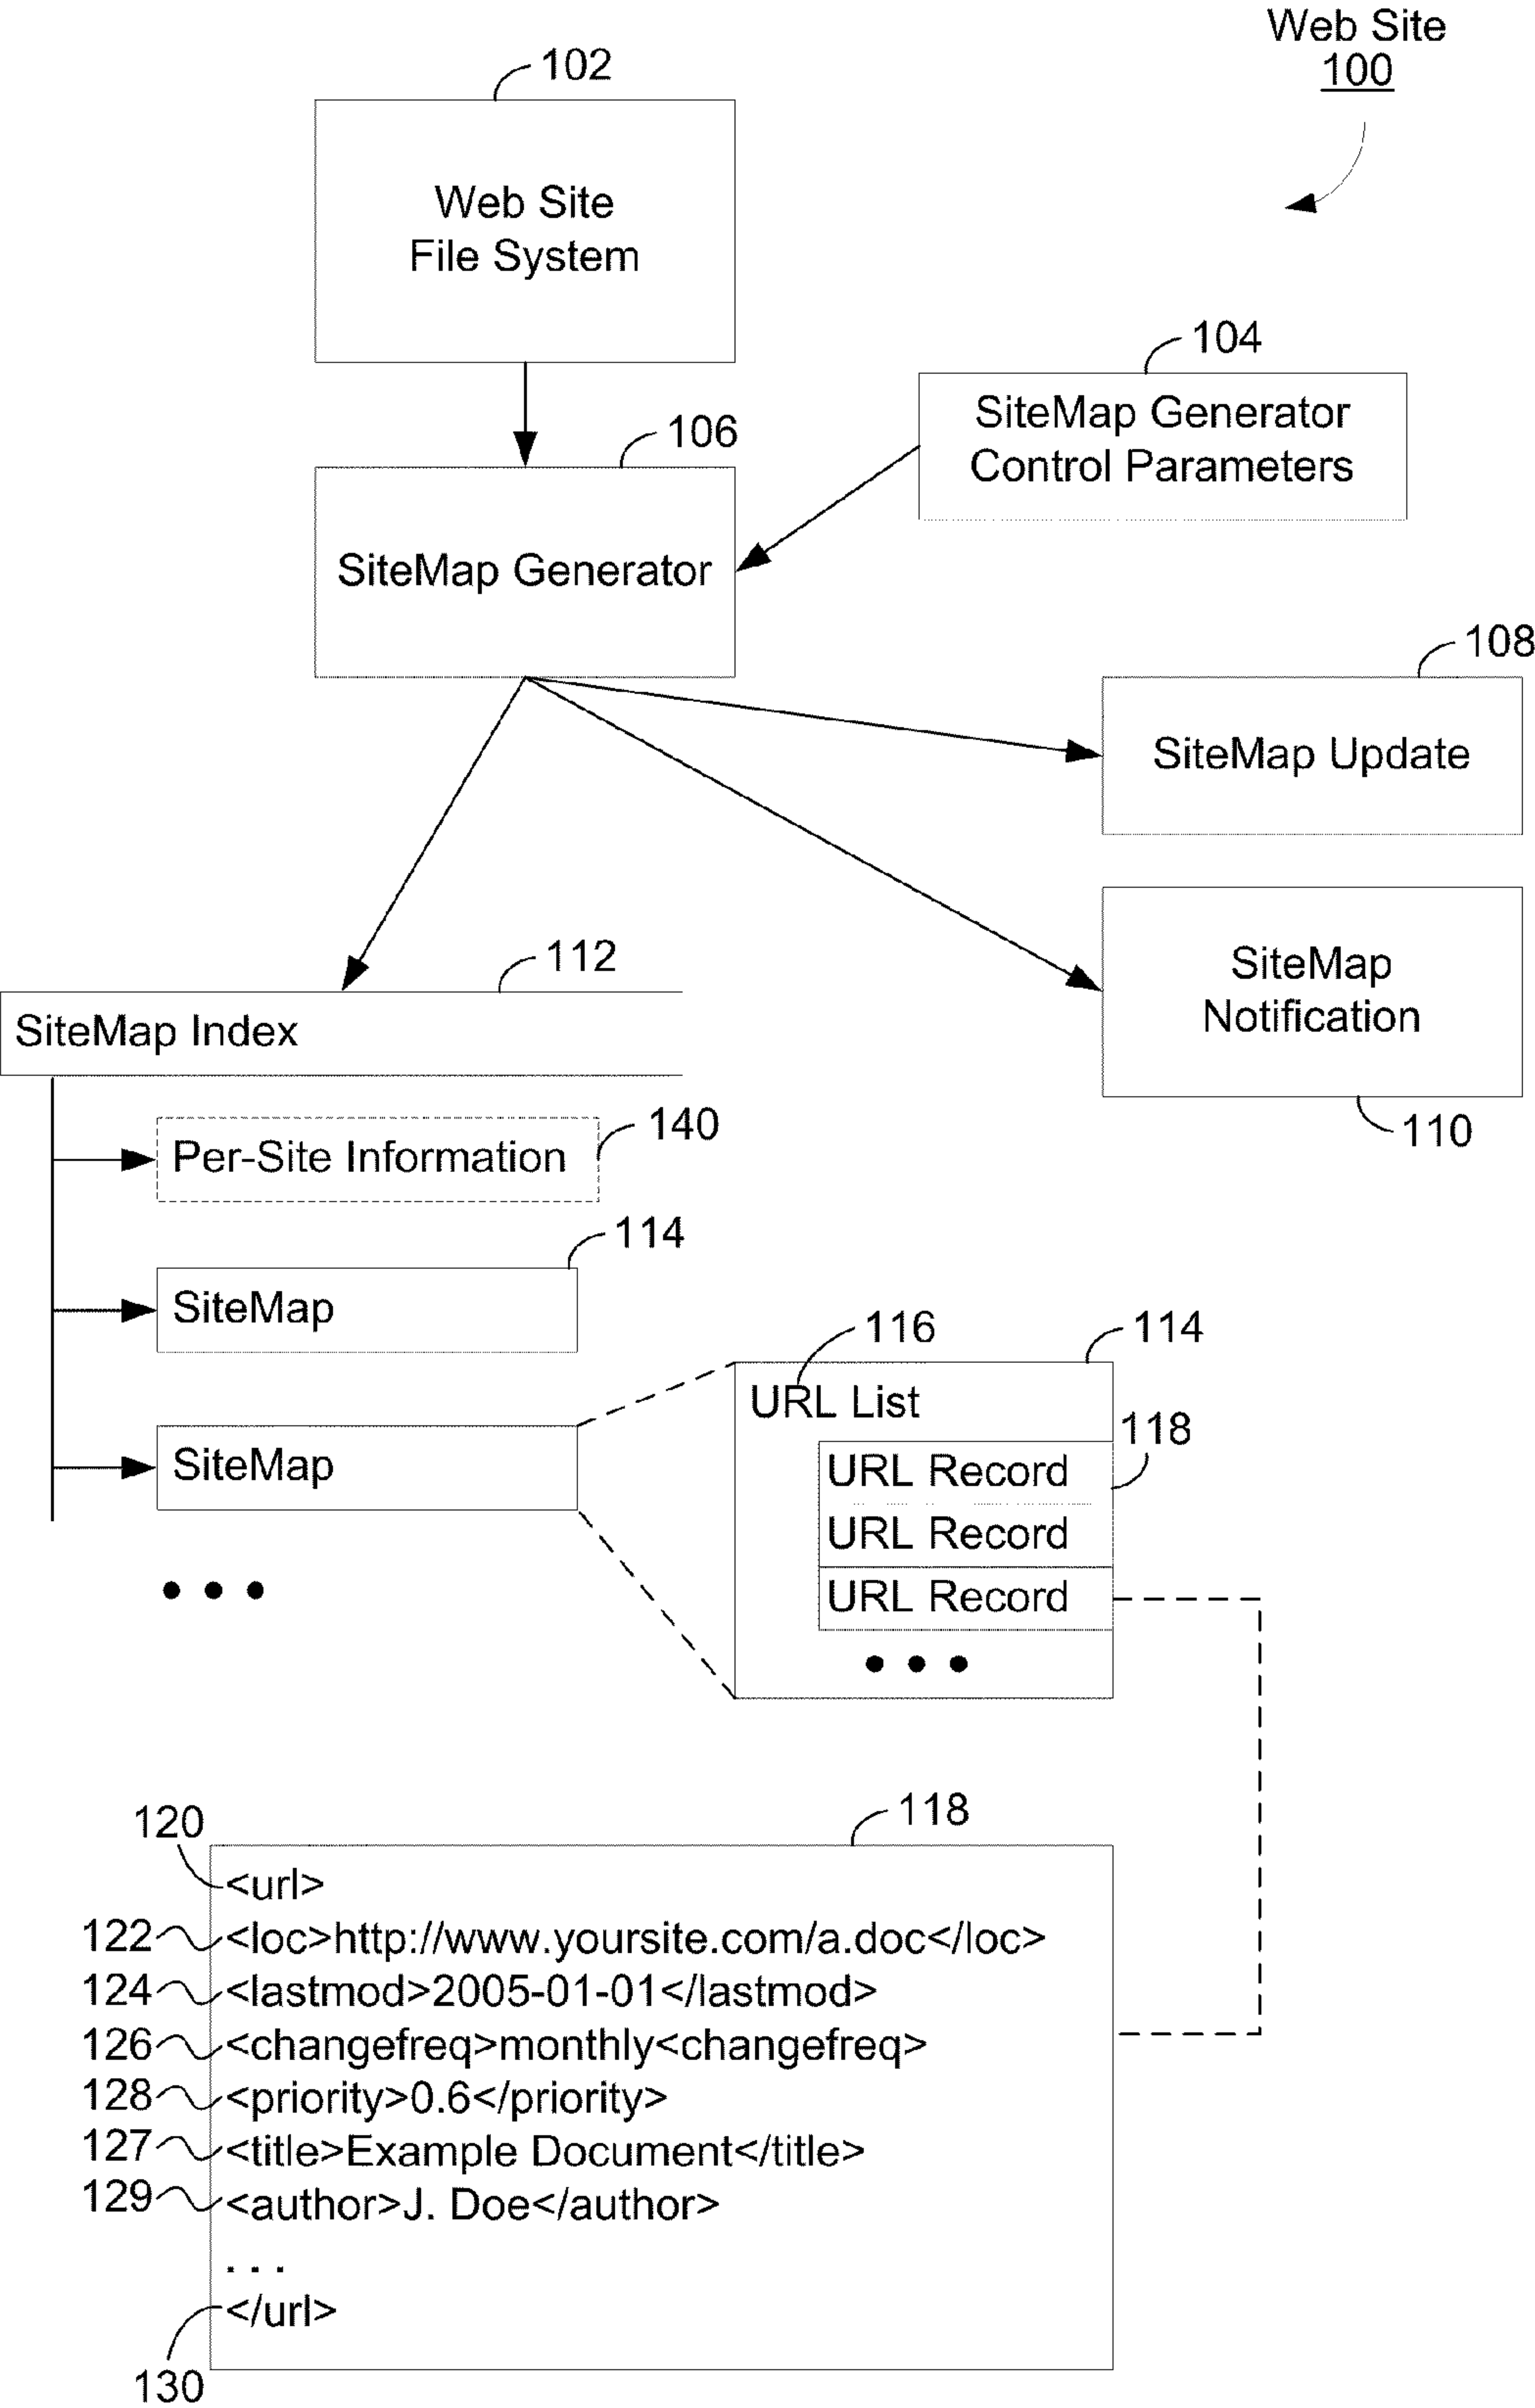 Web Site
100
102
Web Site
File System
104
SiteMap Generator
Control Parameters
106
SiteMap Generator
108
SiteMap Update
SiteMap
Notification
110
112
SiteMap Index
140
Per-Site Information
114
SiteMap
SiteMap
• • •
116
114
URL List
118
URL Record
URL Record
URL Record
• • •
118
120
<url>
122 <loc>http://www.yoursite.com/a.doc</loc>
124 <lastmod>2005-01-01</lastmod>
126 <changefreq>monthly<changefreq>
128 <priority>0.6</priority>
127 <title>Example Document</title>
129 <author>J. Doe</author>
. . .
</url>
130